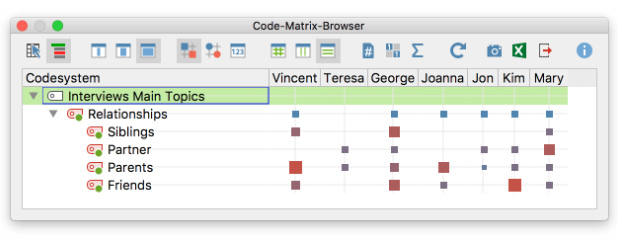 Code-Matrix-Browser
123
# Σ C X i
Codesystem Vincent Teresa George Joanna Jon Kim Mary
Interviews Main Topics
Relationships
Siblings
Partner
Parents
Friends